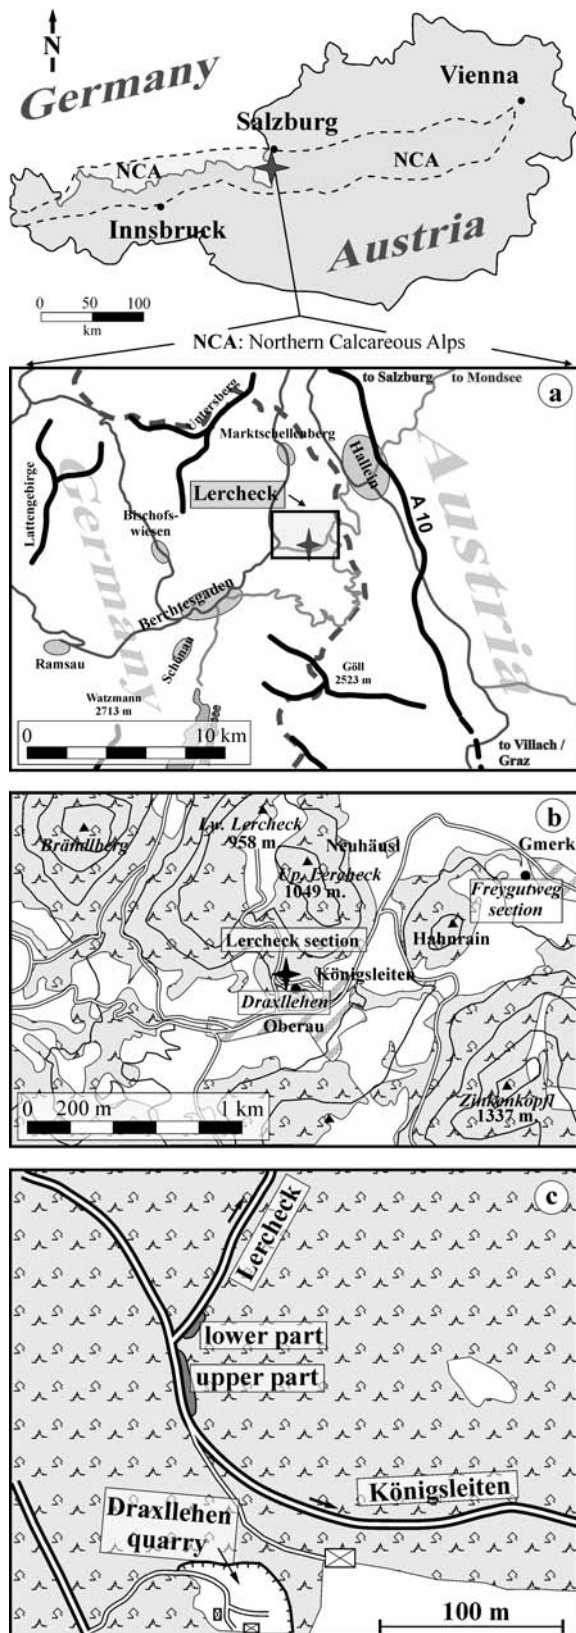 N
Germany
Vienna
Salzburg
NCA
NCA
Innsbruck
Austria
0 50 100
km
NCA: Northern Calcareous Alps
a
to Salzburg
to Mondsee
Untersberg
Marktschellenberg
Hallein
Lattengebirge
Lercheck
Bischofs-
wiesen
A 10
Germany
Austria
Berchtesgaden
Ramsau
Schönau
Göll
2523 m
Watzmann
2713 m
0 10 km
to Villach /
Graz
b
Lw. Lercheck
958 m
Brändlberg
Neuhäusl
Gmerk
Up. Lercheck
1049 m.
Freygutweg
section
Hahnrain
Lercheck section
Königsleiten
Draxllehen
Oberau
0 200 m 1 km
Zinkenköpfl
1337 m
c
Lercheck
lower part
upper part
Königsleiten
Draxllehen
quarry
100 m